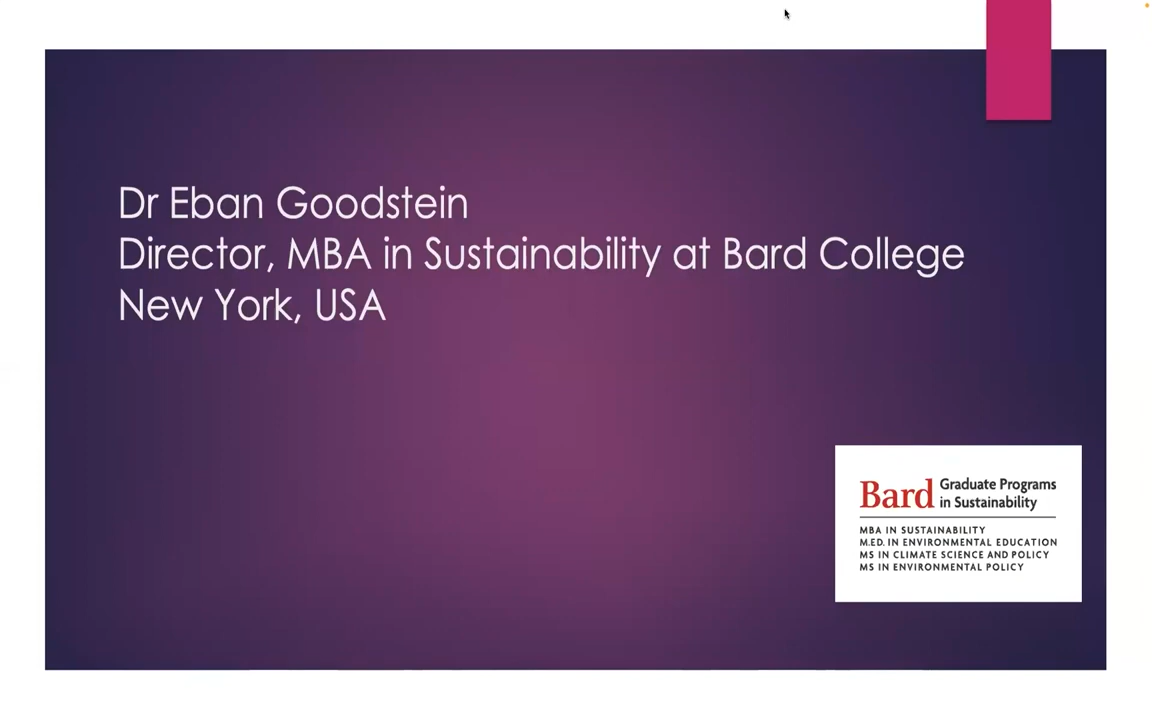 Dr Eban Goodstein
Director, MBA in Sustainability at Bard College
New York, USA
Bard Graduate Programs
in Sustainability
MBA IN SUSTAINABILITY
M.ED. IN ENVIRONMENTAL EDUCATION
MS IN CLIMATE SCIENCE AND POLICY
MS IN ENVIRONMENTAL POLICY